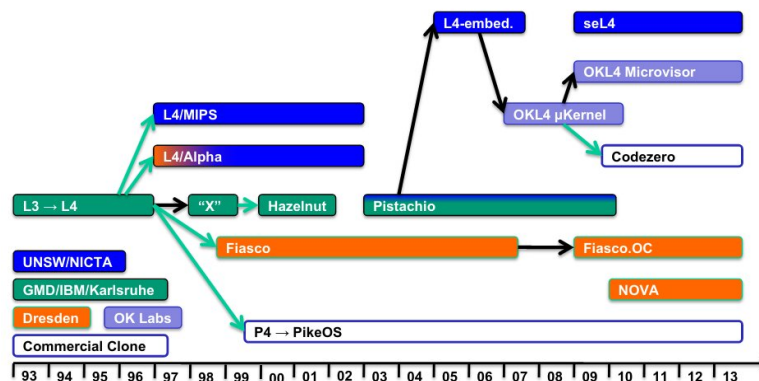 L4-embed.
seL4
OKL4 Microvisor
L4/MIPS
OKL4 µKernel
L4/Alpha
Codezero
L3 → L4
“X”
Hazelnut
Pistachio
Fiasco
Fiasco.OC
UNSW/NICTA
GMD/IBM/Karlsruhe
NOVA
Dresden
OK Labs
P4 → PikeOS
Commercial Clone
93 94 95 96 97 98 99 00 01 02 03 04 05 06 07 08 09 10 11 12 13